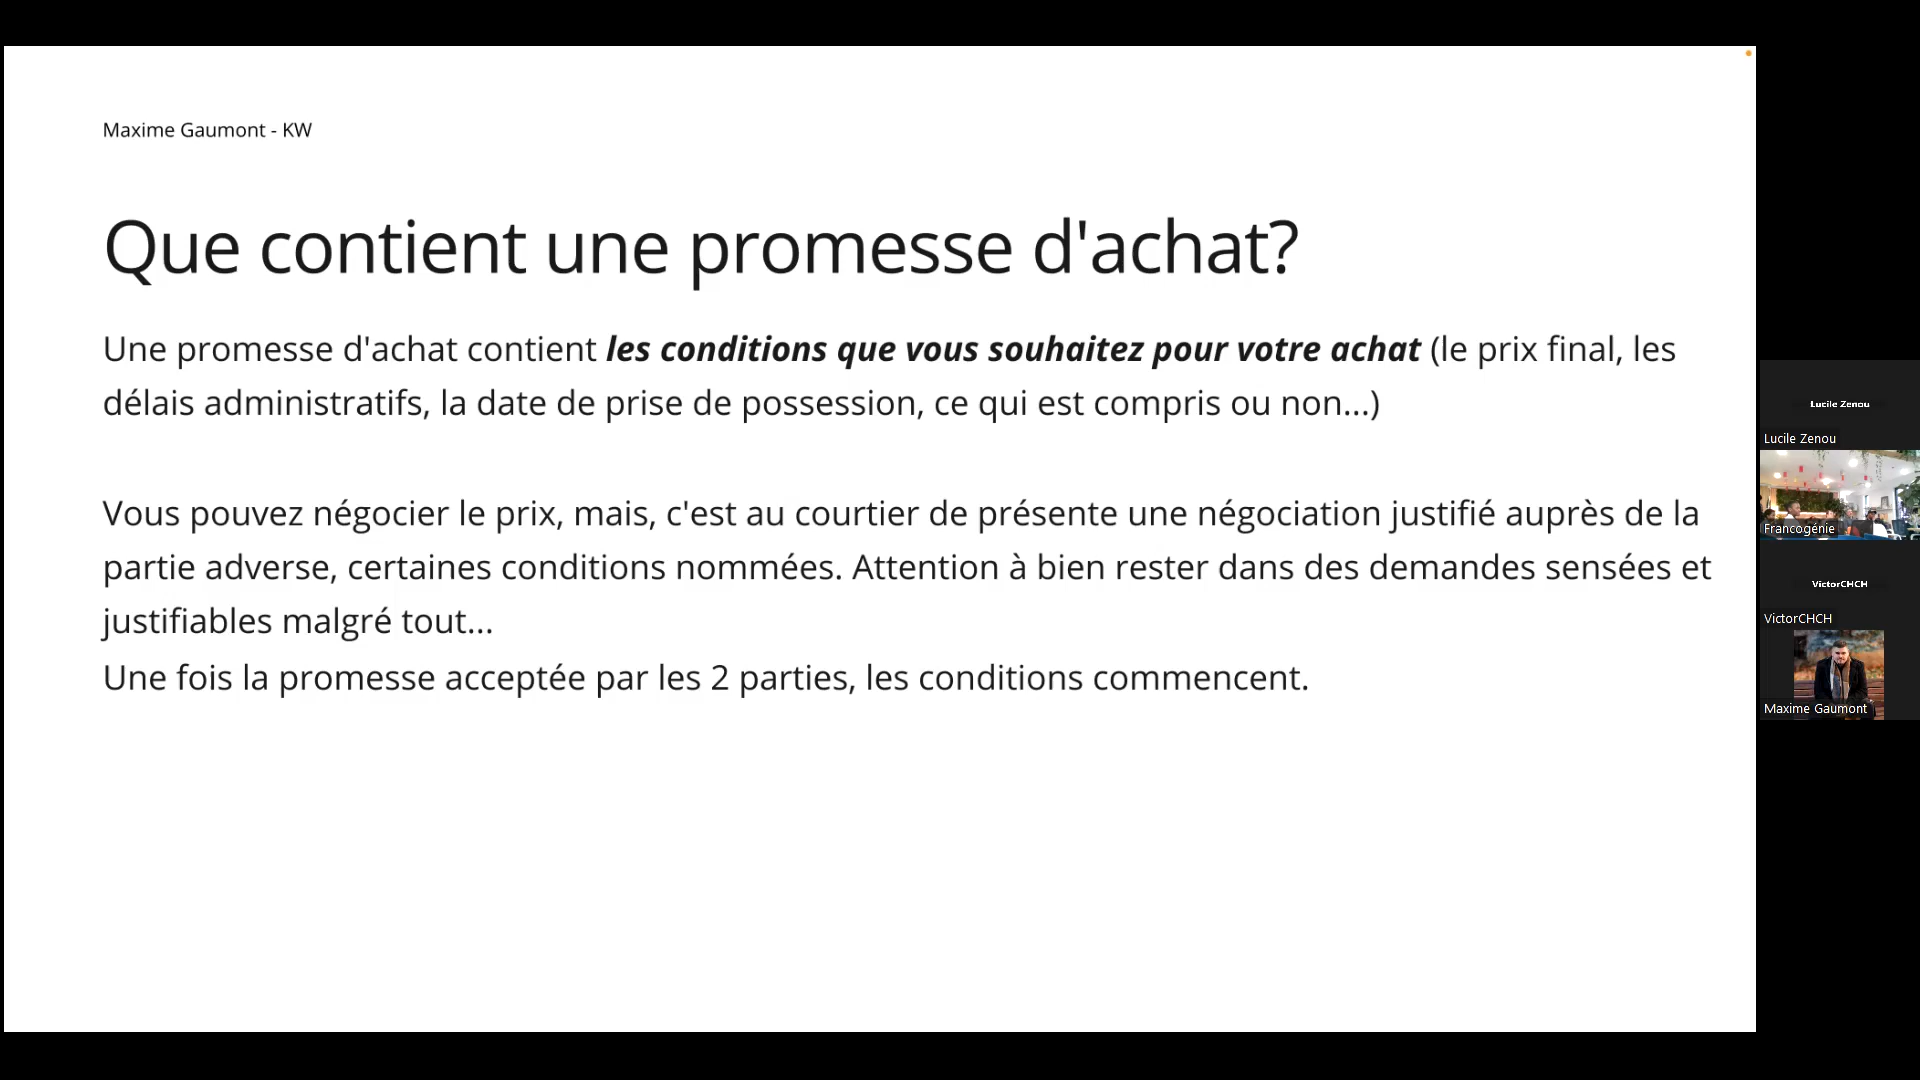 Maxime Gaumont - KW
Que contient une promesse d'achat?
Une promesse d'achat contient les conditions que vous souhaitez pour votre achat (le prix final, les
délais administratifs, la date de prise de possession, ce qui est compris ou non...)
Vous pouvez négocier le prix, mais, c'est au courtier de présente une négociation justifié auprès de la
partie adverse, certaines conditions nommées. Attention à bien rester dans des demandes sensées et
justifiables malgré tout...
Une fois la promesse acceptée par les 2 parties, les conditions commencent.
Lucile Zenou
Lucile Zenou
Francogénie
VictorCHCH
VictorCHCH
Maxime Gaumont